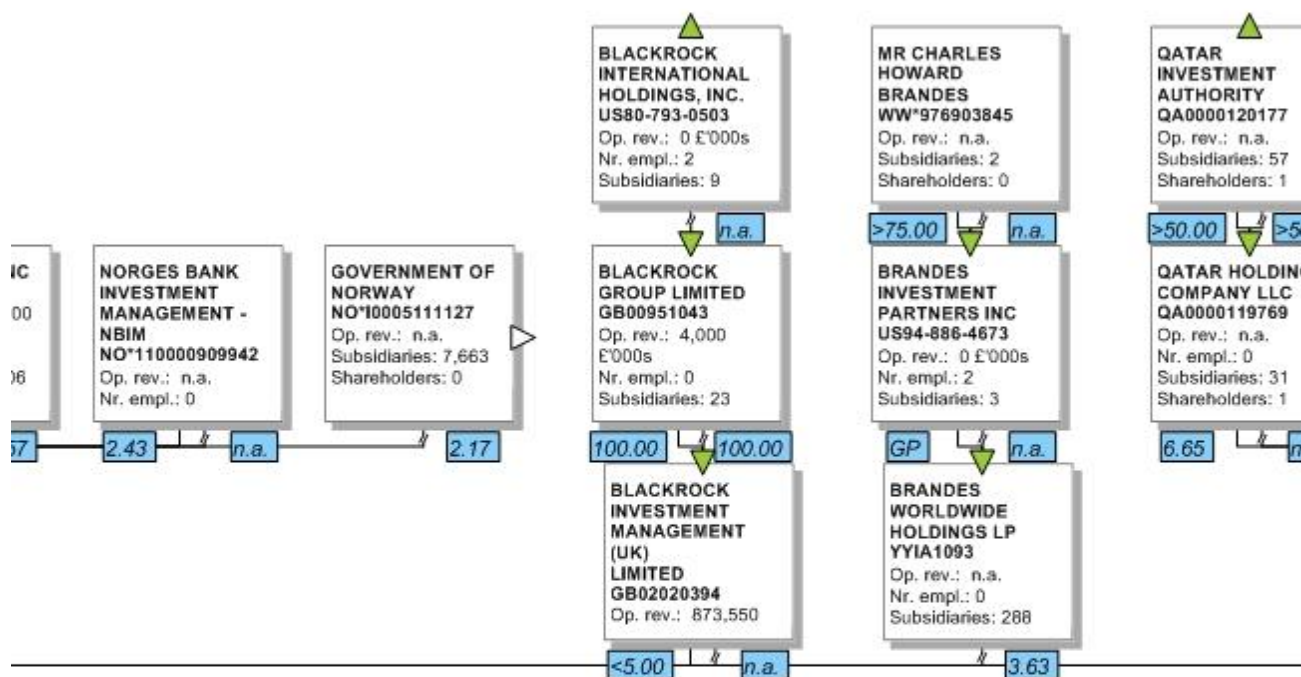 BLACKROCK
INTERNATIONAL
HOLDINGS, INC.
US80-793-0503
Op. rev.: 0 £'000s
Nr. empl.: 2
Subsidiaries: 9
MR CHARLES
HOWARD
BRANDES
WW*976903845
Op. rev.: n.a.
Subsidiaries: 2
Shareholders: 0
QATAR
INVESTMENT
AUTHORITY
QA0000120177
Op. rev.: n.a.
Subsidiaries: 57
Shareholders: 1
n.a.
>75.00
n.a.
>50.00
NC
00
06
NORGES BANK
INVESTMENT
MANAGEMENT -
NBIM
NO*110000909942
Op. rev.: n.a.
Nr. empl.: 0
GOVERNMENT OF
NORWAY
NO*I0005111127
Op. rev.: n.a.
Subsidiaries: 7,663
Shareholders: 0
BLACKROCK
GROUP LIMITED
GB00951043
Op. rev.: 4,000
£'000s
Nr. empl.: 0
Subsidiaries: 23
BRANDES
INVESTMENT
PARTNERS INC
US94-886-4673
Op. rev.: 0 £'000s
Nr. empl.: 2
Subsidiaries: 3
QATAR HOLDING
COMPANY LLC
QA0000119769
Op. rev.: n.a.
Nr. empl.: 0
Subsidiaries: 31
Shareholders: 1
57
2.43
n.a.
2.17
100.00
100.00
GP
n.a.
6.65
BLACKROCK
INVESTMENT
MANAGEMENT
(UK)
LIMITED
GB02020394
Op. rev.: 873,550
BRANDES
WORLDWIDE
HOLDINGS LP
YYIA1093
Op. rev.: n.a.
Nr. empl.: 0
Subsidiaries: 288
<5.00
n.a.
3.63